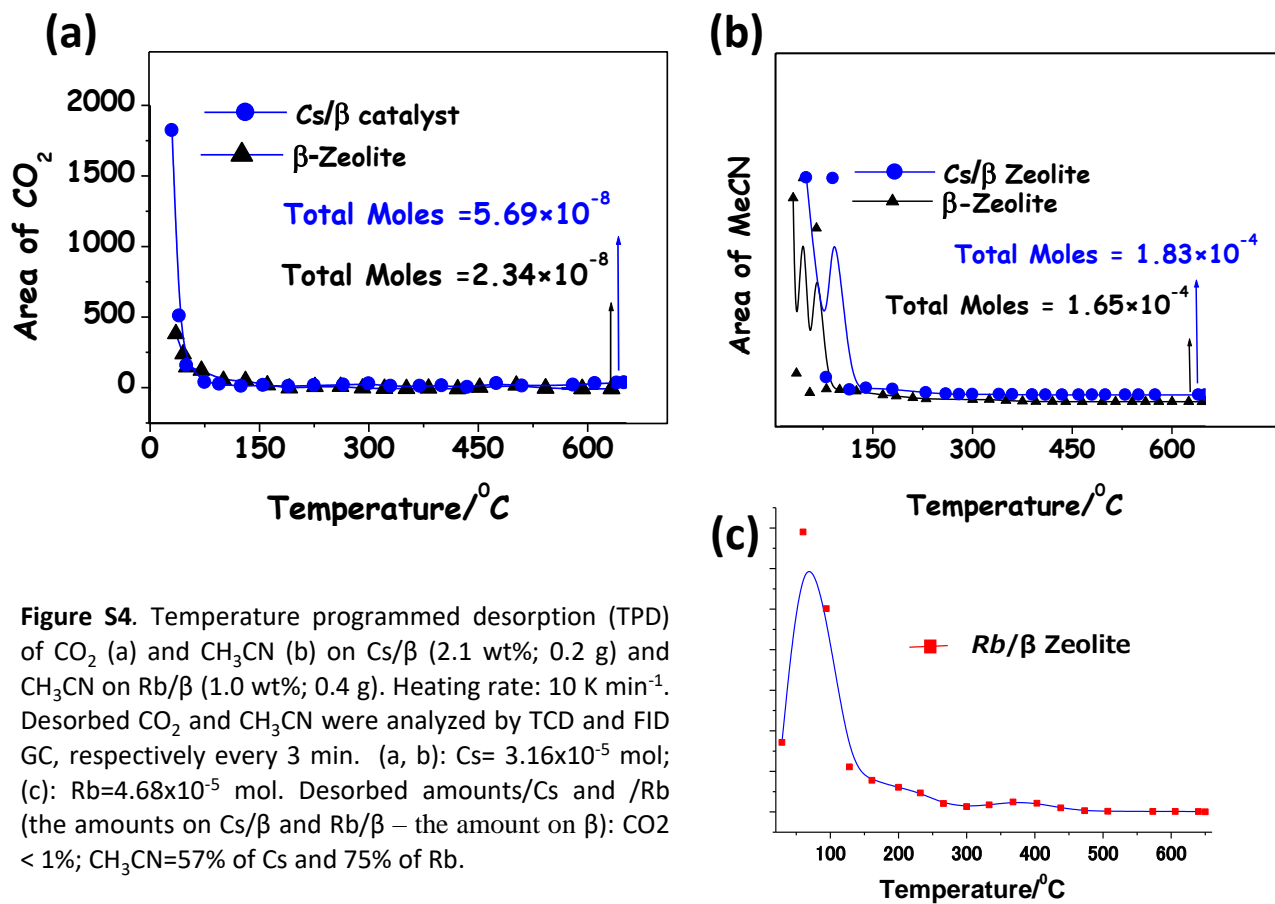 (a)
Area of CO₂
2000
1500
1000
500
0
Cs/β catalyst
β-Zeolite
Total Moles =5.69×10⁻⁸
Total Moles =2.34×10⁻⁸
0 150 300 450 600
Temperature/⁰C
(b)
Area of MeCN
Cs/β Zeolite
β-Zeolite
Total Moles = 1.83×10⁻⁴
Total Moles = 1.65×10⁻⁴
150 300 450 600
Temperature/⁰C
(c)
Rb/β Zeolite
100 200 300 400 500 600
Temperature/⁰C
Figure S4. Temperature programmed desorption (TPD)
of CO₂ (a) and CH₃CN (b) on Cs/β (2.1 wt%; 0.2 g) and
CH₃CN on Rb/β (1.0 wt%; 0.4 g). Heating rate: 10 K min⁻¹.
Desorbed CO₂ and CH₃CN were analyzed by TCD and FID
GC, respectively every 3 min. (a, b): Cs= 3.16x10⁻⁵ mol;
(c): Rb=4.68x10⁻⁵ mol. Desorbed amounts/Cs and /Rb
(the amounts on Cs/β and Rb/β – the amount on β): CO2
< 1%; CH₃CN=57% of Cs and 75% of Rb.